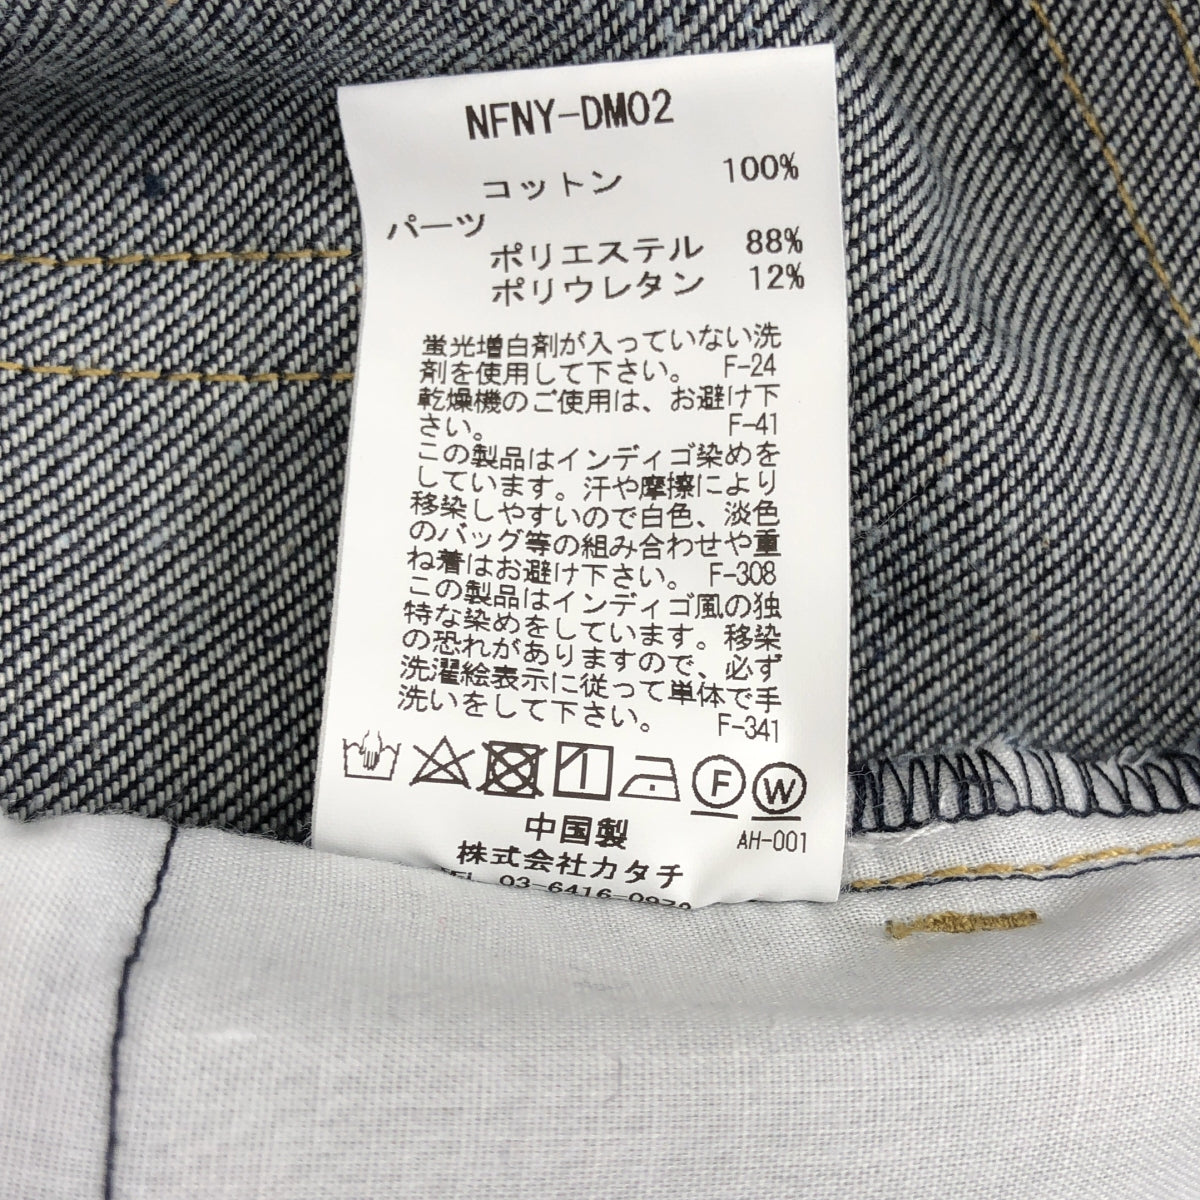 NFNY-DM02
コットン 100%
パーツ
ポリエステル 88%
ポリウレタン 12%
蛍光増白剤が入っていない洗
剤を使用して下さい。 F-24
乾燥機のご使用は、お避け下
さい。 F-41
この製品はインディゴ染めを
しています。汗や摩擦により
移染しやすいので白色、淡色
のバッグ等の組み合わせや重
ね着はお避け下さい。 F-308
この製品はインディゴ風の独
特な染めをしています。移染
の恐れがありますので、必ず
洗濯絵表示に従って単体で手
洗いをして下さい。 F-341
F W
中国製 AH-001
株式会社カタチ
TEL 03-6416-